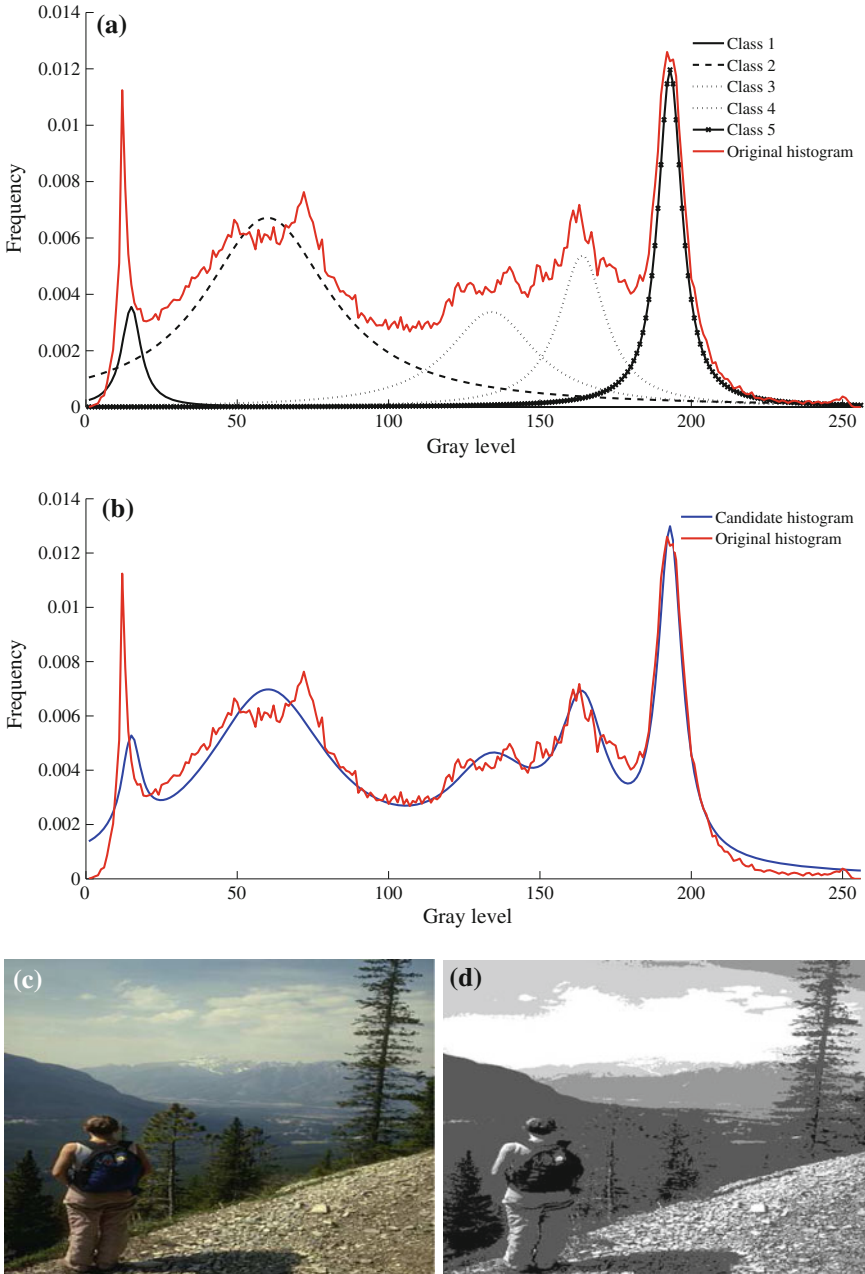 (a)
0.014
0.012
0.01
0.008
0.006
0.004
0.002
0
Frequency
Class 1
Class 2
Class 3
Class 4
Class 5
Original histogram
0
50
100
150
200
250
Gray level
(b)
0.014
0.012
0.01
0.008
0.006
0.004
0.002
0
Frequency
Candidate histogram
Original histogram
0
50
100
150
200
250
Gray level
(c)
(d)